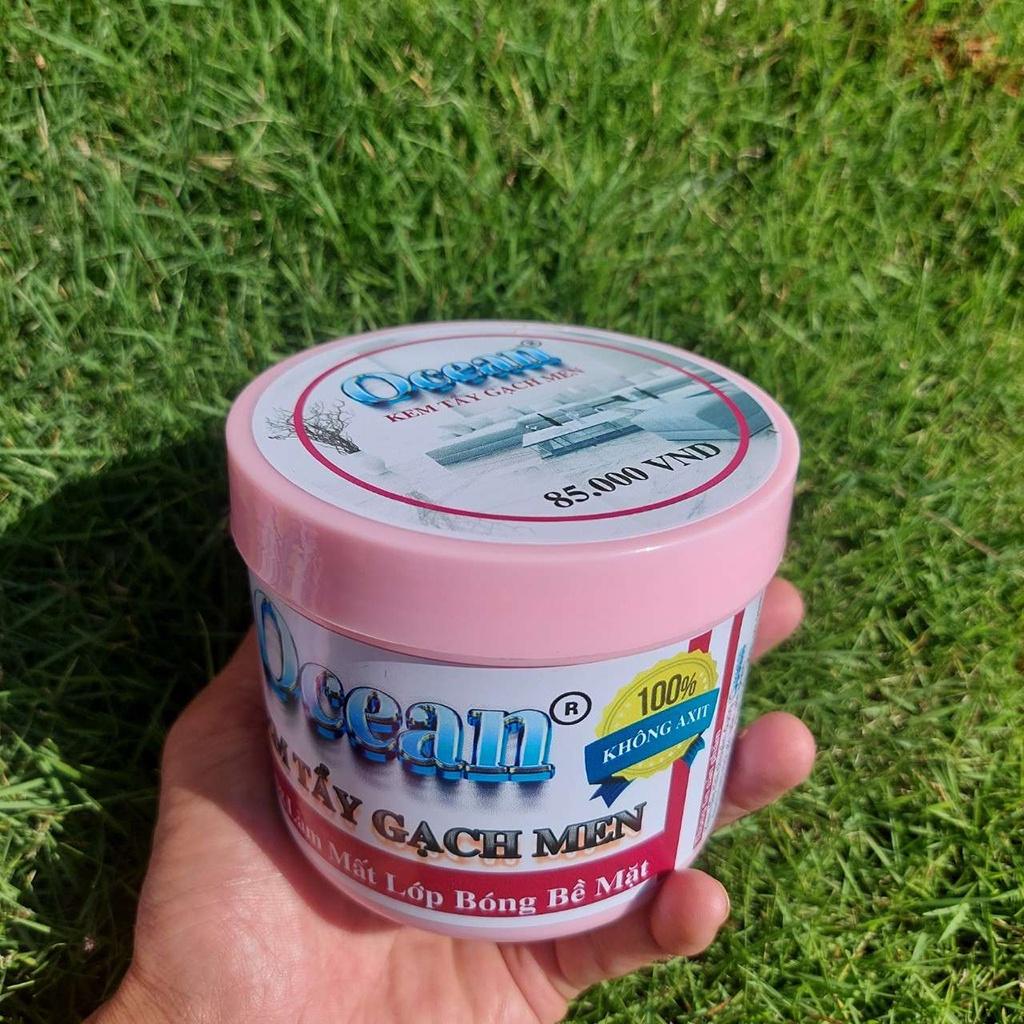 Ocean®
KEM TẨY GẠCH MEN
85.000 VND
Ocean®
100%
KHÔNG AXIT
TẨY GẠCH MEN
Làm Mất Lớp Bóng Bề Mặt